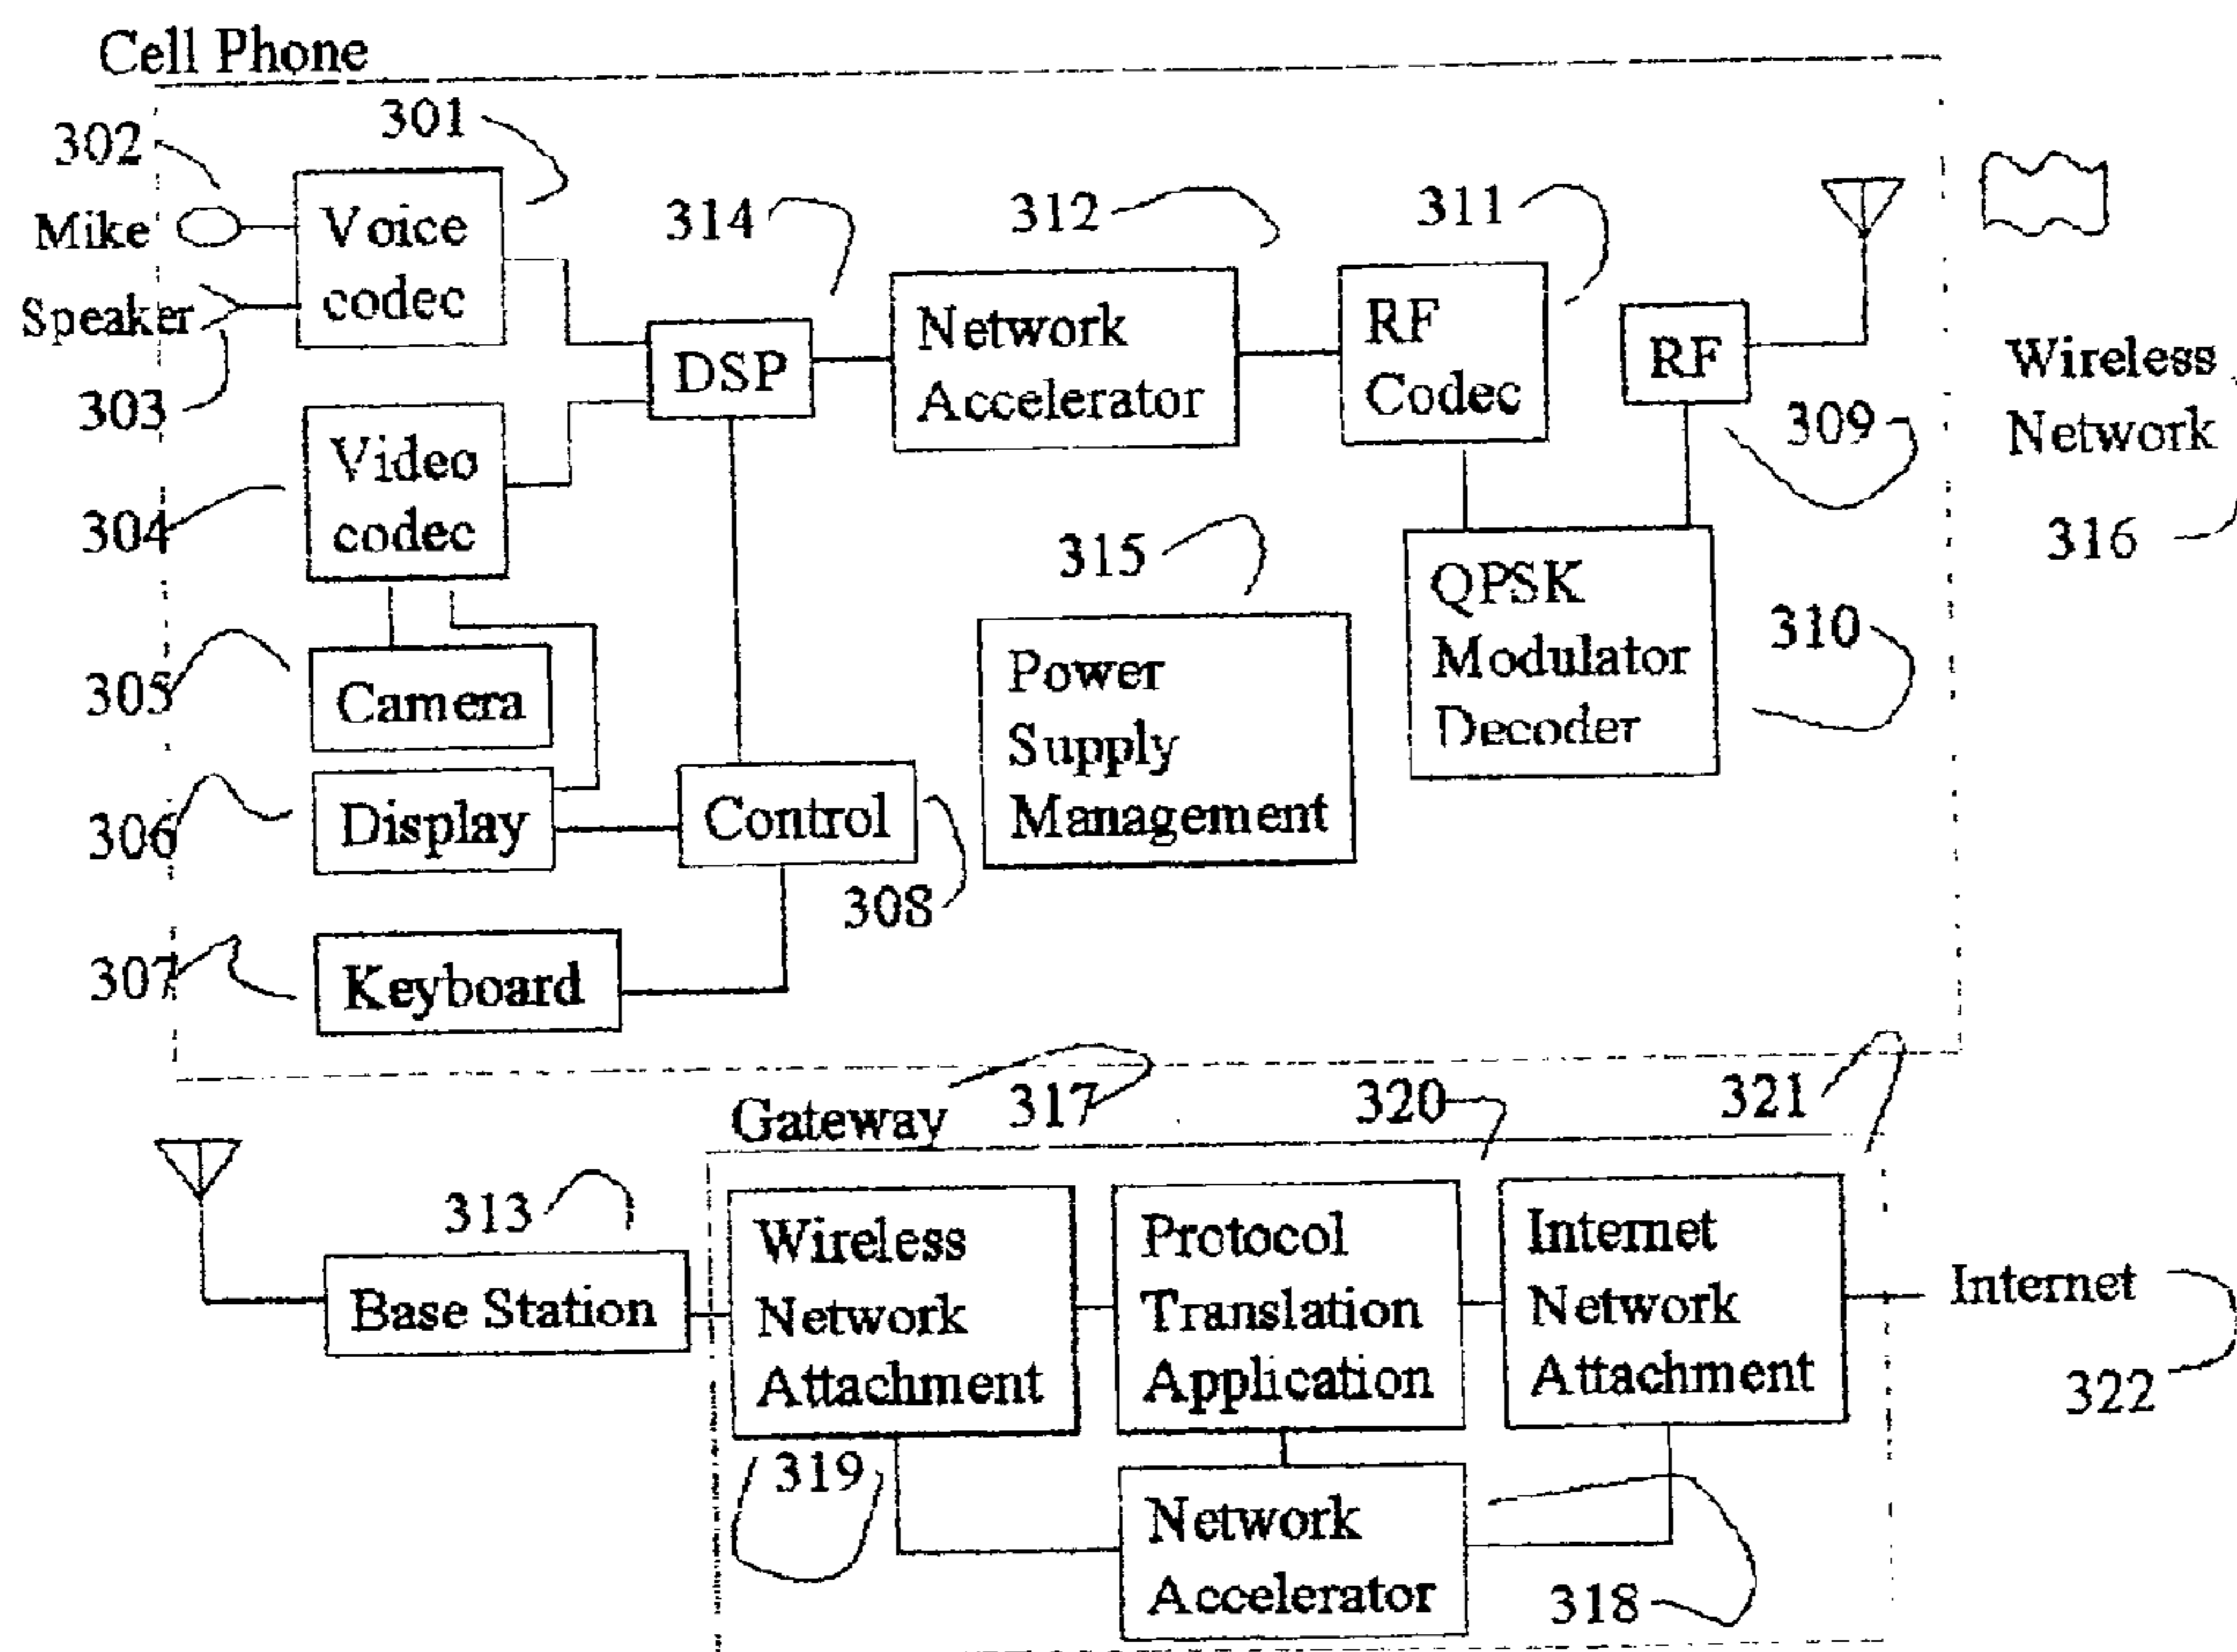 Cell Phone
302
301
Mike
Voice
codec
Speaker
303
314
312
311
DSP
Network
Accelerator
RF
Codec
RF
309
Wireless
Network
316
304
Video
codec
315
QPSK
Modulator
Decoder
310
305
Camera
Power
Supply
Management
306
Display
Control
308
307
Keyboard
Gateway
317
320
321
313
Base Station
Wireless
Network
Attachment
Protocol
Translation
Application
Internet
Network
Attachment
Internet
322
319
Network
Accelerator
318